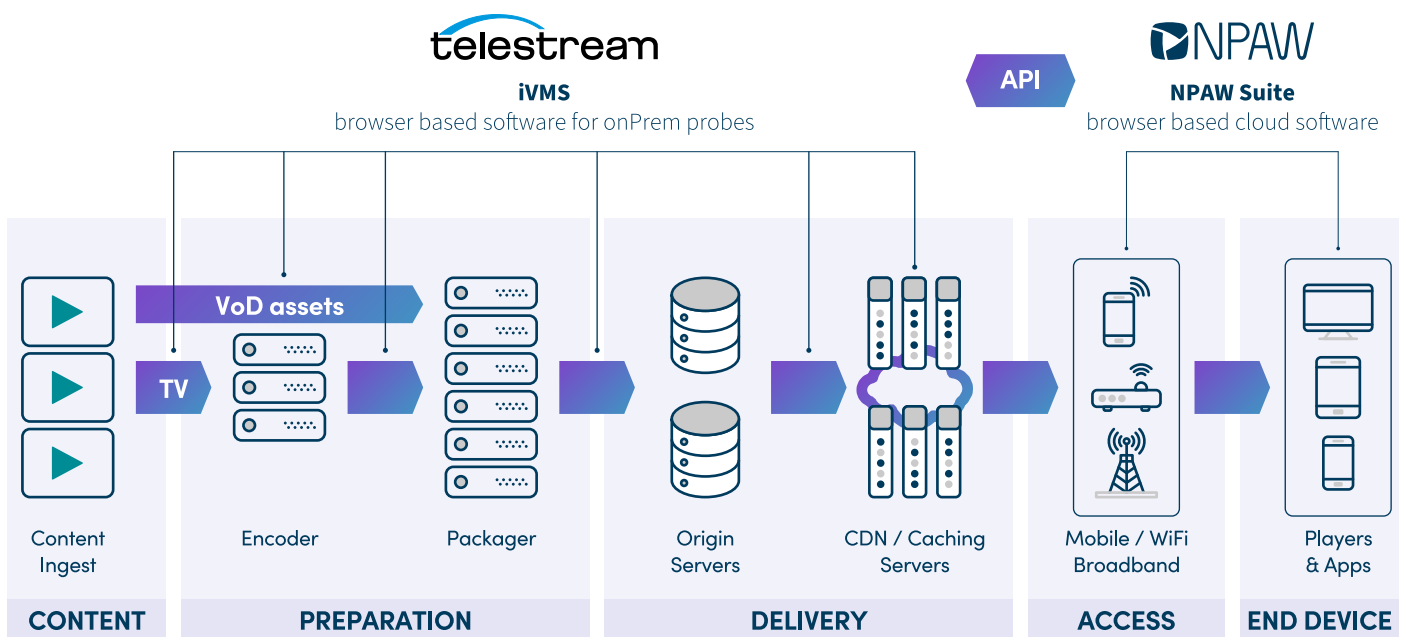 telestream
iVMS
browser based software for onPrem probes
API
NPAW
NPAW Suite
browser based cloud software
VoD assets
TV
Content
Ingest
Encoder
Packager
Origin
Servers
CDN / Caching
Servers
Mobile / WiFi
Broadband
Players
& Apps
CONTENT
PREPARATION
DELIVERY
ACCESS
END DEVICE